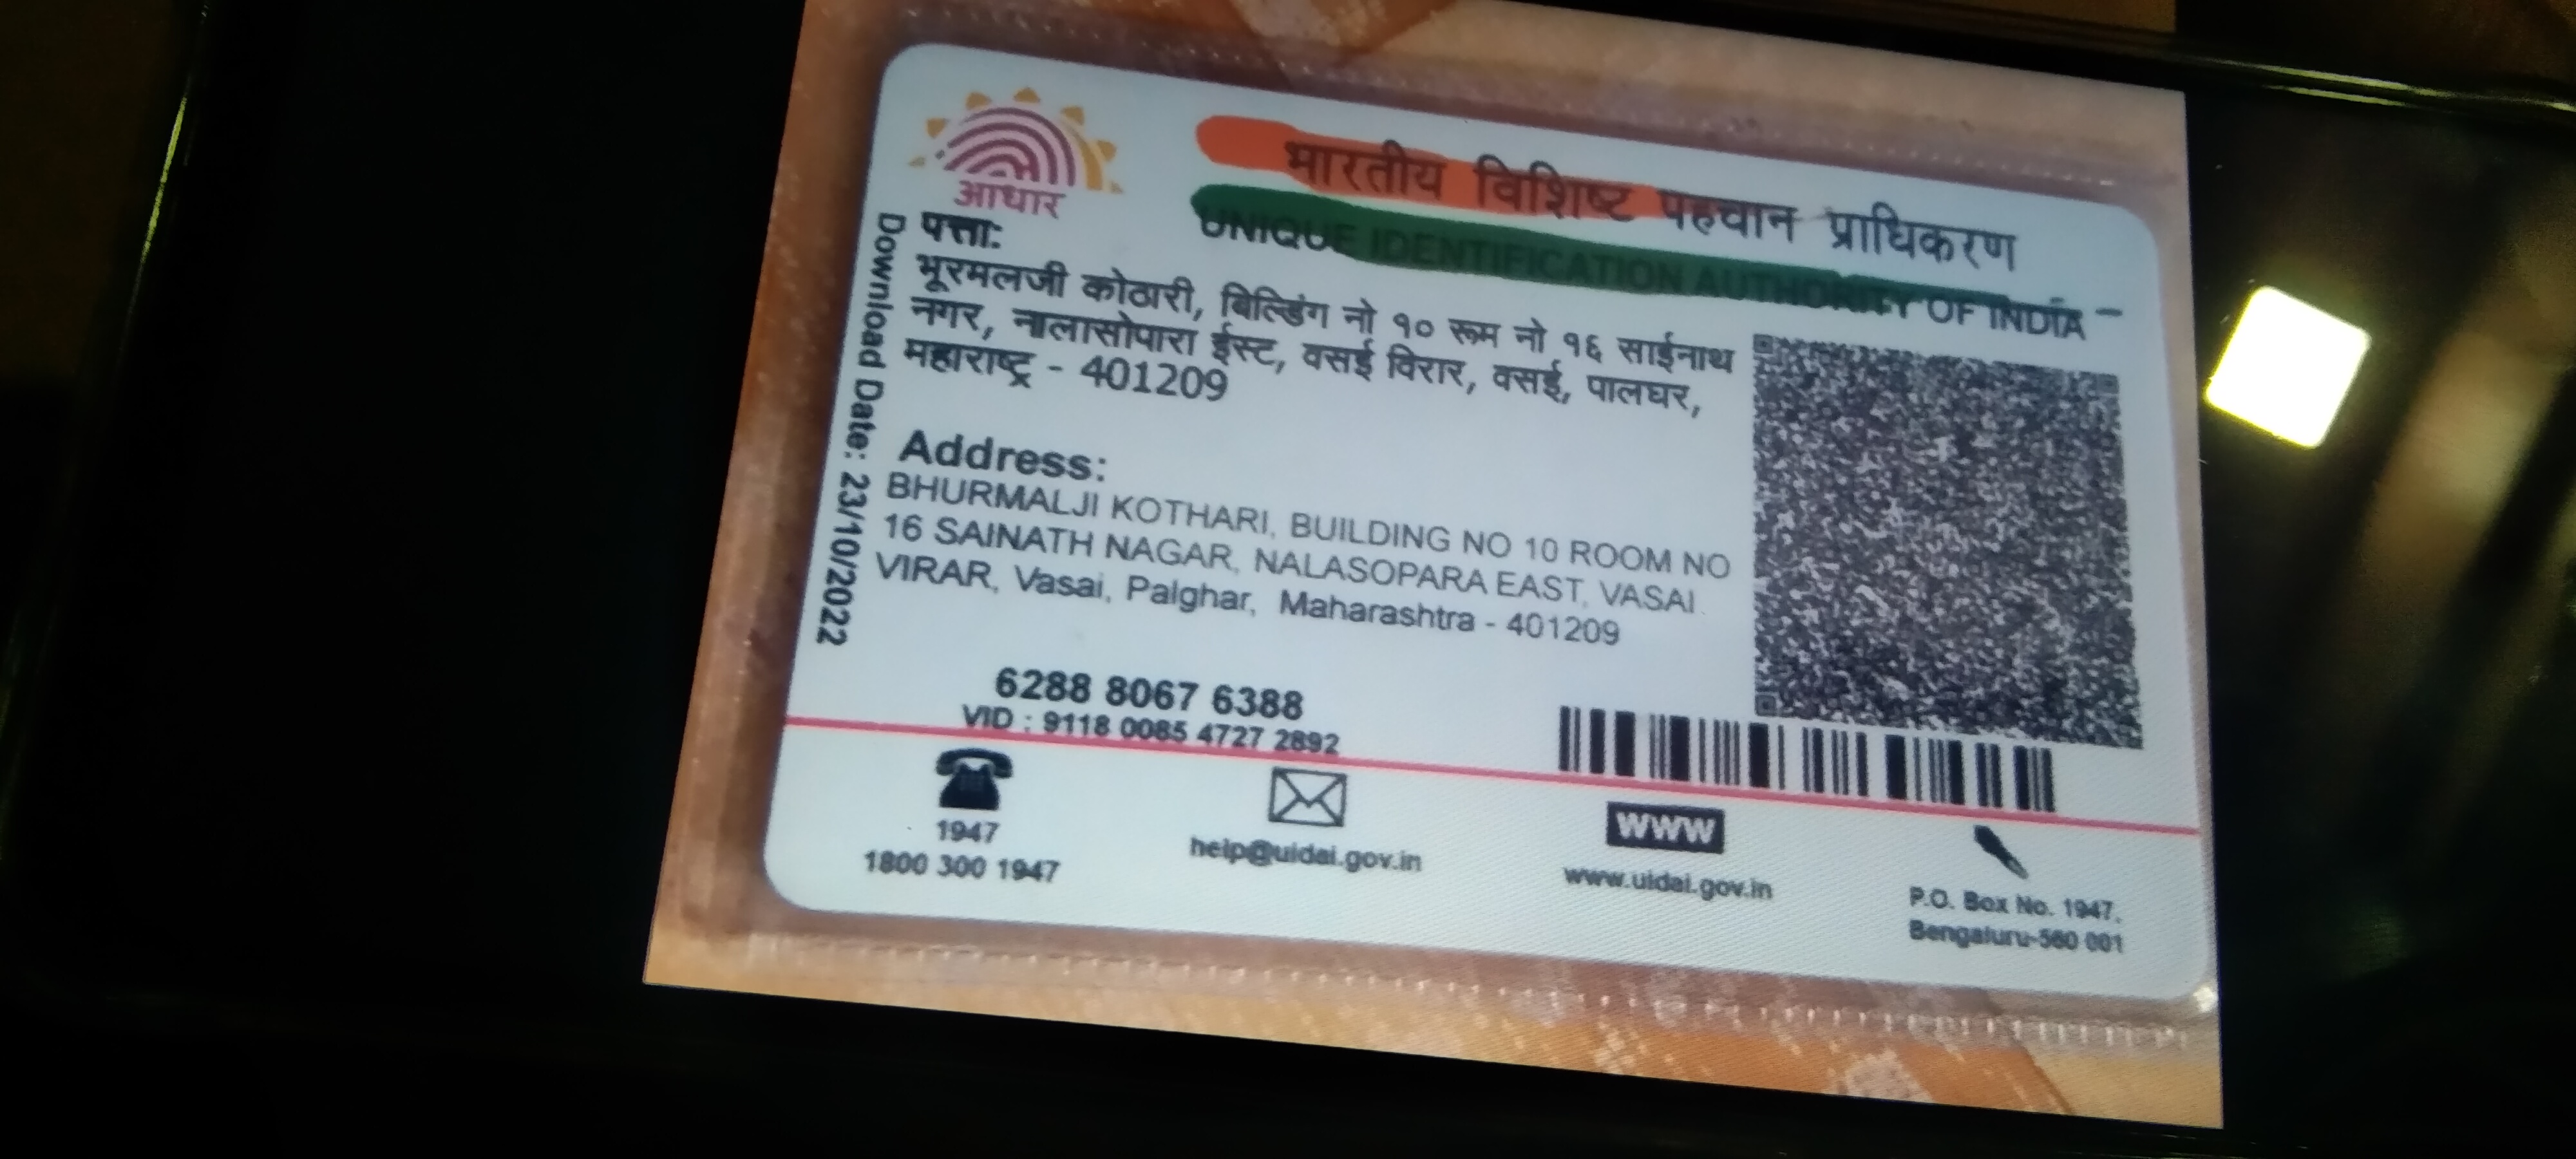 आधार
भारतीय विशिष्ट पहचान प्राधिकरण
UNIQUE IDENTIFICATION AUTHORITY OF INDIA
Download Date: 23/10/2022
पत्ता:
भूरमलजी कोठारी, बिल्डिंग नो १० रूम नो १६ साईनाथ
नगर, नालासोपारा ईस्ट, वसई विरार, वसई, पालघर,
महाराष्ट्र - 401209
Address:
BHURMALJI KOTHARI, BUILDING NO 10 ROOM NO
16 SAINATH NAGAR, NALASOPARA EAST, VASAI
VIRAR, Vasai, Palghar, Maharashtra - 401209
6288 8067 6388
VID : 9118 0085 4727 2892
1947
1800 300 1947
help@uidai.gov.in
www
www.uidai.gov.in
P.O. Box No. 1947,
Bengaluru-560 001